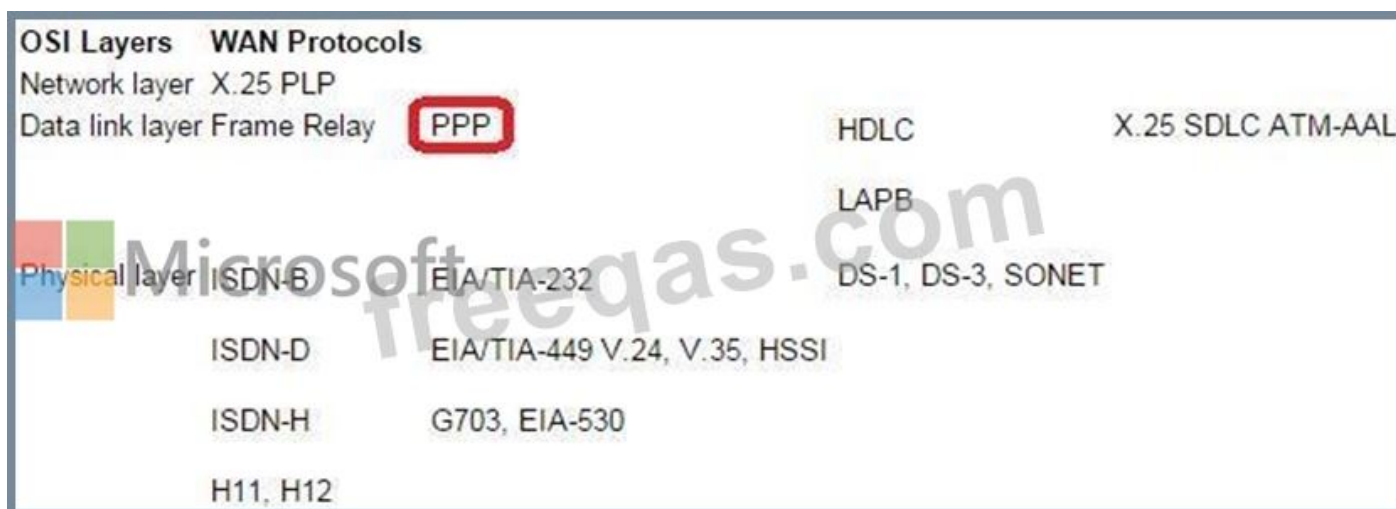 OSI Layers WAN Protocols
Network layer X.25 PLP
Data link layer Frame Relay PPP HDLC X.25 SDLC ATM-AAL
LAPB
Physical layer ISDN-B EIA/TIA-232 DS-1, DS-3, SONET
ISDN-D EIA/TIA-449 V.24, V.35, HSSI
ISDN-H G703, EIA-530
H11, H12
Microsoft
freeqas.com